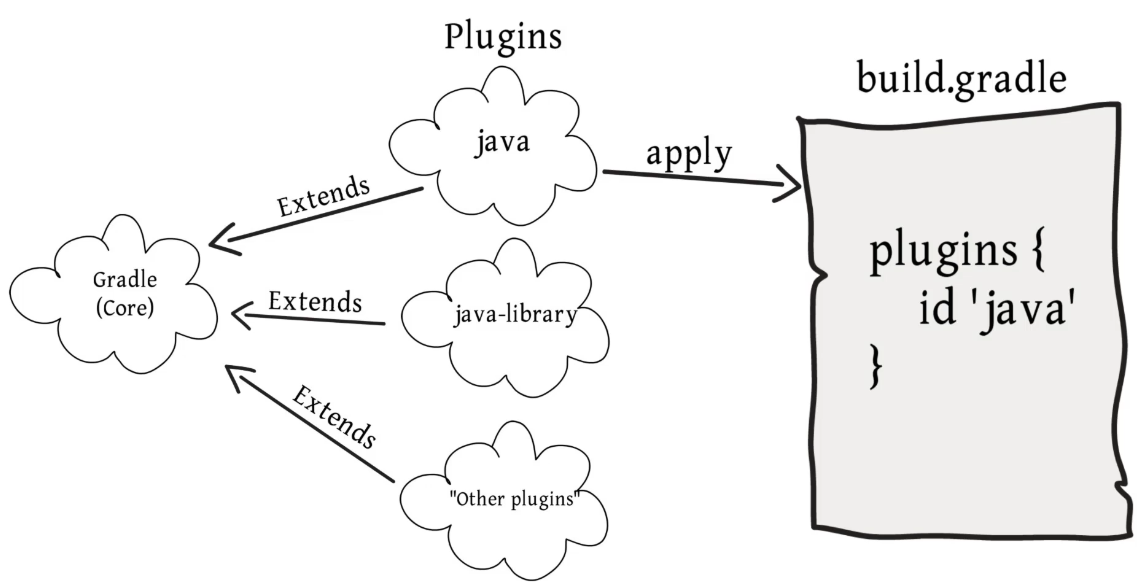 Plugins
java
Extends
Gradle
(Core)
Extends
java-library
Extends
"Other plugins"
apply
build.gradle
plugins {
id 'java'
}